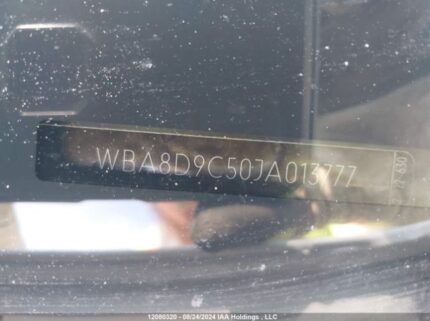 WBA8D9C50JA013777
12080320 - 08/24/2024 IAA Holdings , LLC